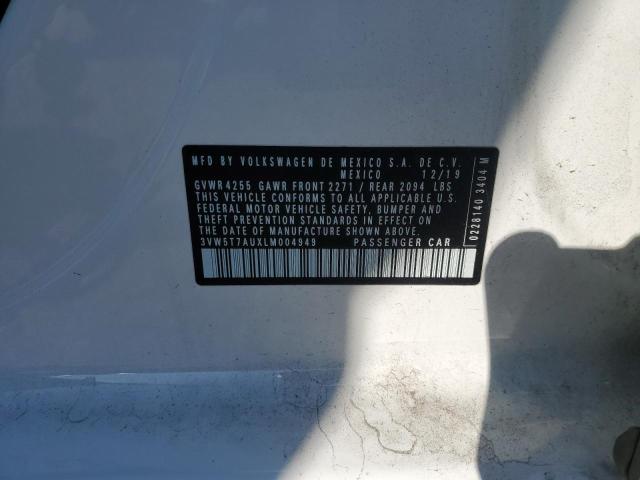 MFD BY VOLKSWAGEN DE MEXICO S.A. DE C.V.
MEXICO 12/19
GVWR 4255 GAWR FRONT 2271 / REAR 2094 LBS
THIS VEHICLE CONFORMS TO ALL APPLICABLE U.S.
FEDERAL MOTOR VEHICLE SAFETY, BUMPER AND
THEFT PREVENTION STANDARDS IN EFFECT ON
THE DATE OF MANUFACTURE SHOWN ABOVE.
3VW5T7AUXLM004949 PASSENGER CAR
0228140 3404 M